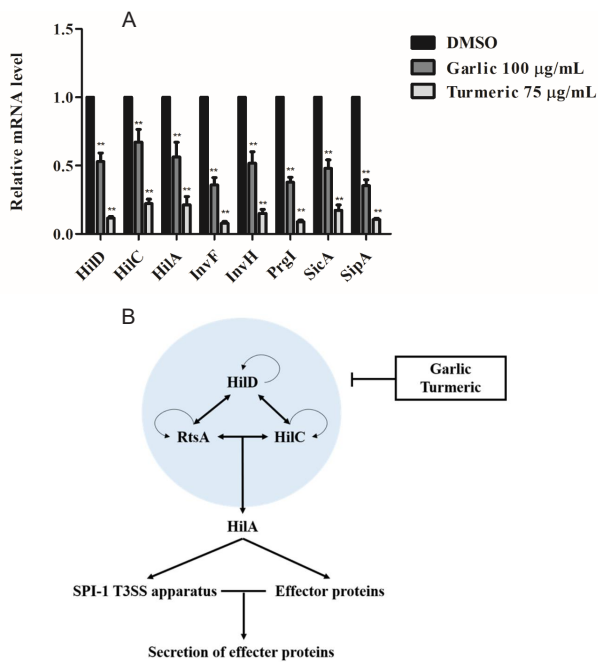 A
1.5
1.0
0.5
0.0
Relative mRNA level
DMSO
Garlic 100 μg/mL
Turmeric 75 μg/mL
** ** ** ** ** ** ** **
** ** ** ** ** ** ** **
HilD HilC HilA InvF InvH PrgI SicA SipA
B
HilD
RtsA HilC
Garlic
Turmeric
HilA
SPI-1 T3SS apparatus Effector proteins
Secretion of effecter proteins